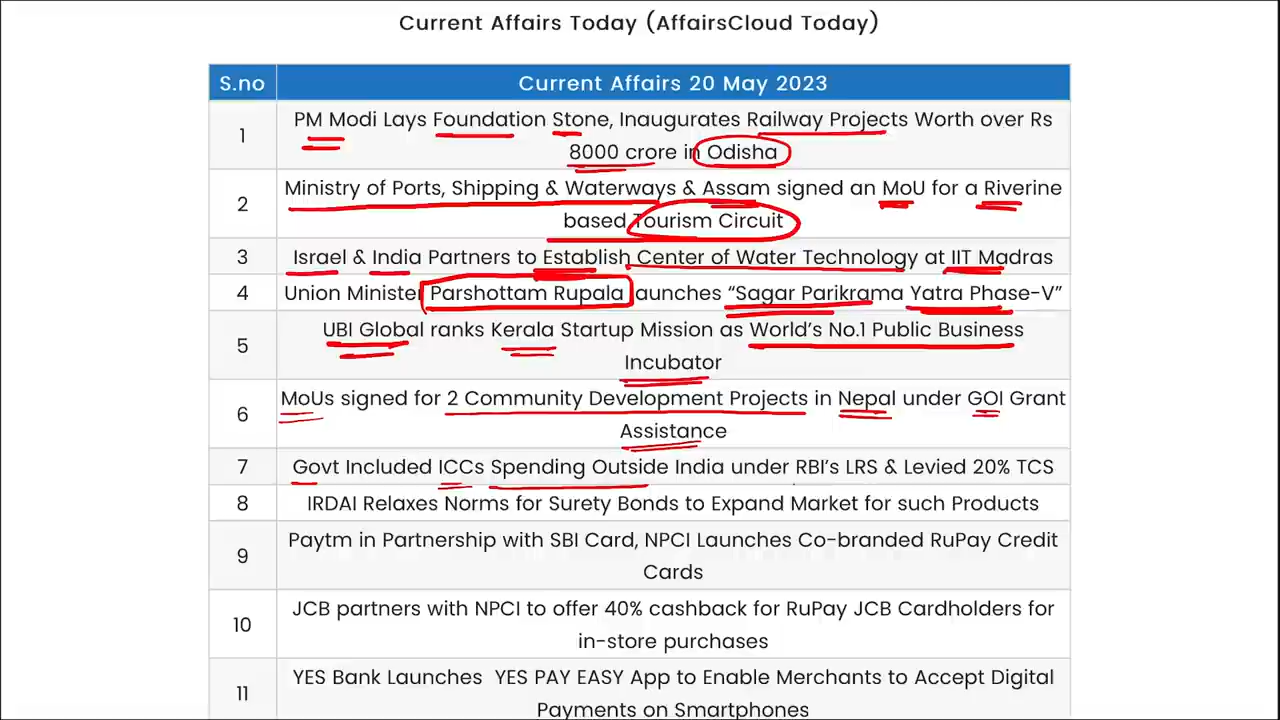 Current Affairs Today (AffairsCloud Today)
S.no Current Affairs 20 May 2023
1 PM Modi Lays Foundation Stone, Inaugurates Railway Projects Worth over Rs
8000 crore in Odisha
2 Ministry of Ports, Shipping & Waterways & Assam signed an MoU for a Riverine
based Tourism Circuit
3 Israel & India Partners to Establish Center of Water Technology at IIT Madras
4 Union Minister Parshottam Rupala launches “Sagar Parikrama Yatra Phase-V”
5 UBI Global ranks Kerala Startup Mission as World’s No.1 Public Business
Incubator
6 MoUs signed for 2 Community Development Projects in Nepal under GOI Grant
Assistance
7 Govt Included ICCs Spending Outside India under RBI’s LRS & Levied 20% TCS
8 IRDAI Relaxes Norms for Surety Bonds to Expand Market for such Products
9 Paytm in Partnership with SBI Card, NPCI Launches Co-branded RuPay Credit
Cards
10 JCB partners with NPCI to offer 40% cashback for RuPay JCB Cardholders for
in-store purchases
11 YES Bank Launches YES PAY EASY App to Enable Merchants to Accept Digital
Payments on Smartphones